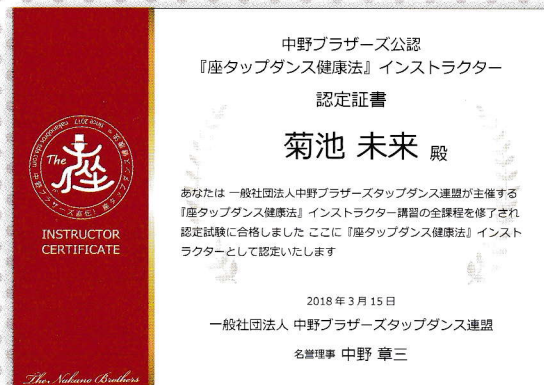 中野ブラザーズ公認
『座タップダンス健康法』インストラクター
認定証書
菊池 未来 殿
あなたは 一般社団法人中野ブラザーズタップダンス連盟が主催する
『座タップダンス健康法』インストラクター講習の全課程を修了され
認定試験に合格しました ここに『座タップダンス健康法』インスト
ラクターとして認定いたします
2018年3月15日
一般社団法人 中野ブラザーズタップダンス連盟
名誉理事 中野 章三
The 座
INSTRUCTOR
CERTIFICATE
The Nakano Brothers